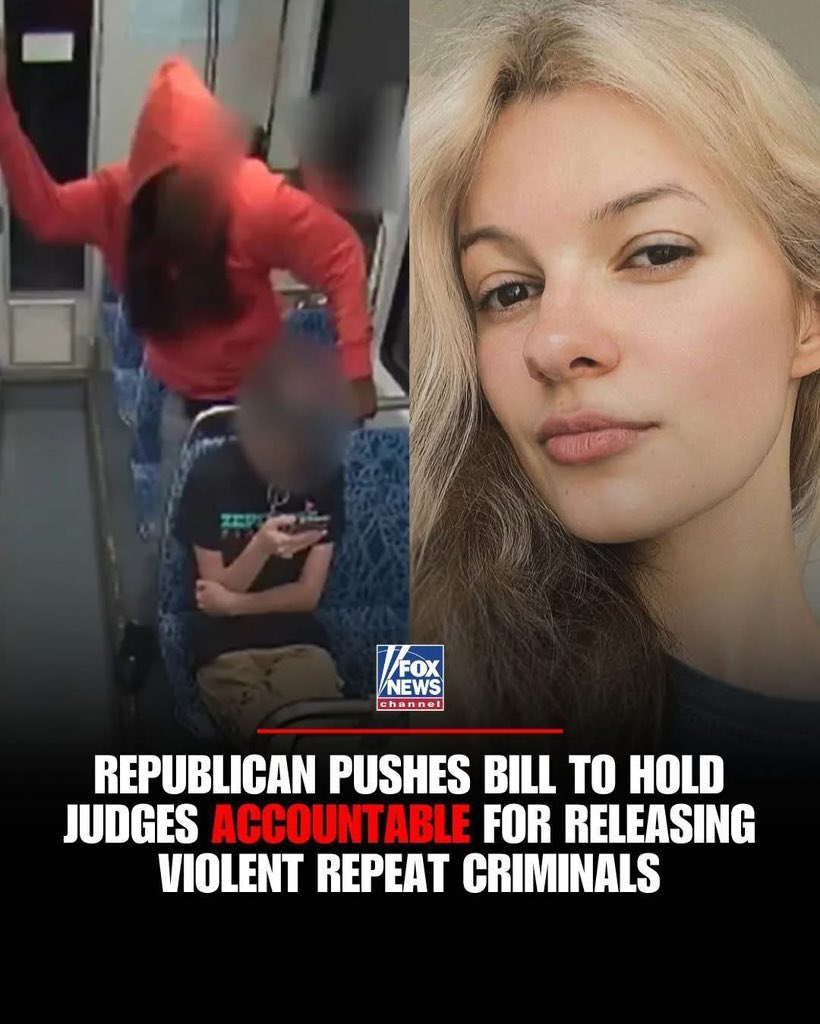 FOX
NEWS
channel
REPUBLICAN PUSHES BILL TO HOLD
JUDGES ACCOUNTABLE FOR RELEASING
VIOLENT REPEAT CRIMINALS